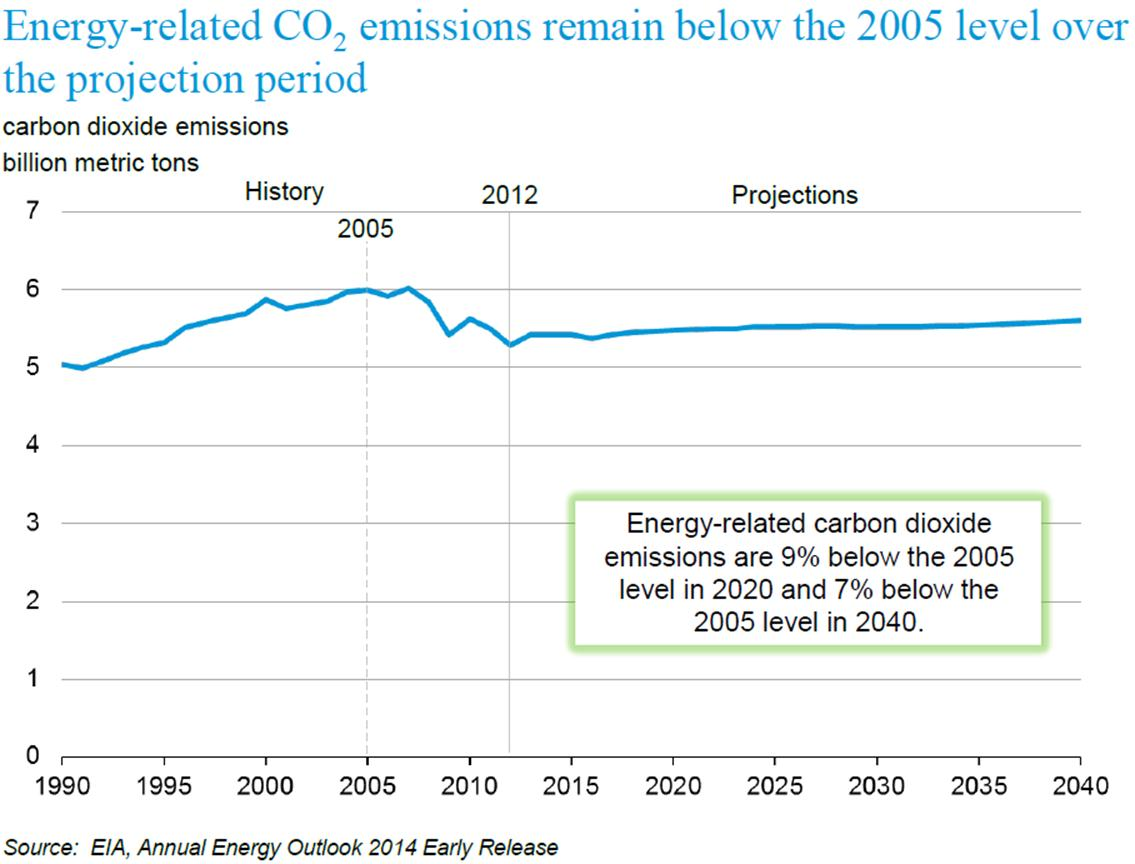 Energy-related CO₂ emissions remain below the 2005 level over
the projection period
carbon dioxide emissions
billion metric tons
History
2012
Projections
7
2005
6
5
4
3
2
1
0
Energy-related carbon dioxide
emissions are 9% below the 2005
level in 2020 and 7% below the
2005 level in 2040.
1990 1995 2000 2005 2010 2015 2020 2025 2030 2035 2040
Source: EIA, Annual Energy Outlook 2014 Early Release